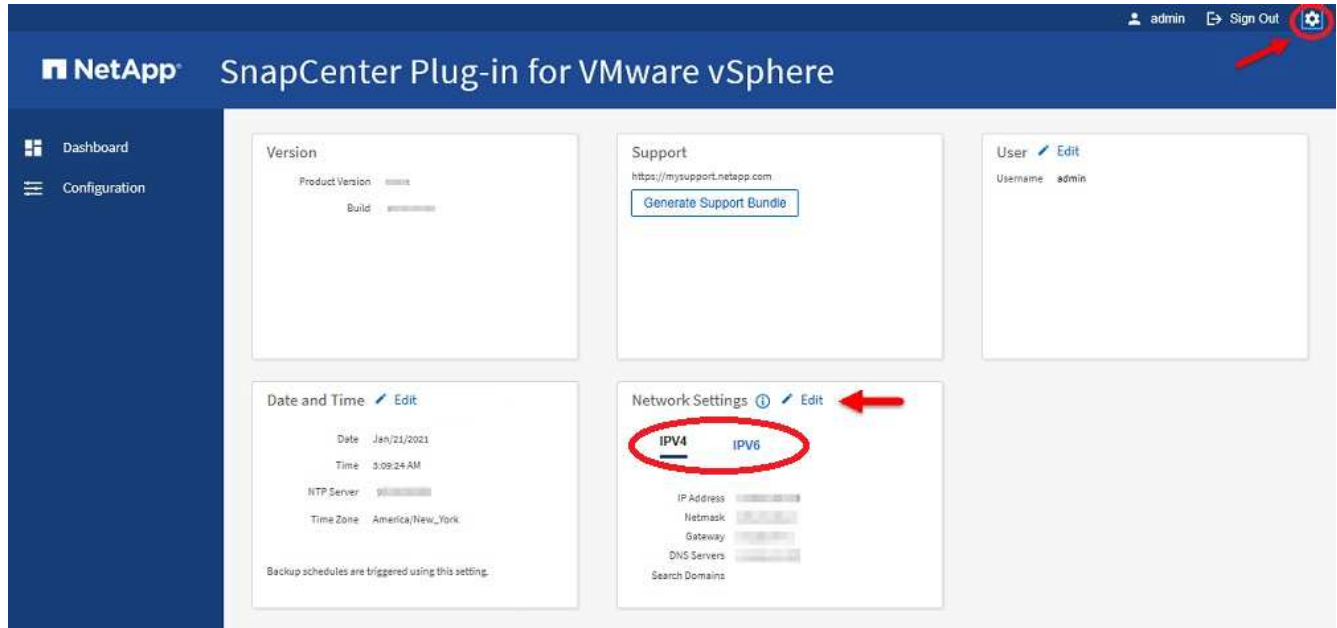 admin Sign Out
NetApp SnapCenter Plug-in for VMware vSphere
Dashboard
Configuration
Version
Product Version
Build
Support
https://mysupport.netapp.com
Generate Support Bundle
User Edit
Username admin
Date and Time Edit
Date Jan/21/2021
Time 3:09:24 AM
NTP Server
Time Zone America/New_York
Backup schedules are triggered using this setting.
Network Settings Edit
IPV4 IPV6
IP Address
Netmask
Gateway
DNS Servers
Search Domains